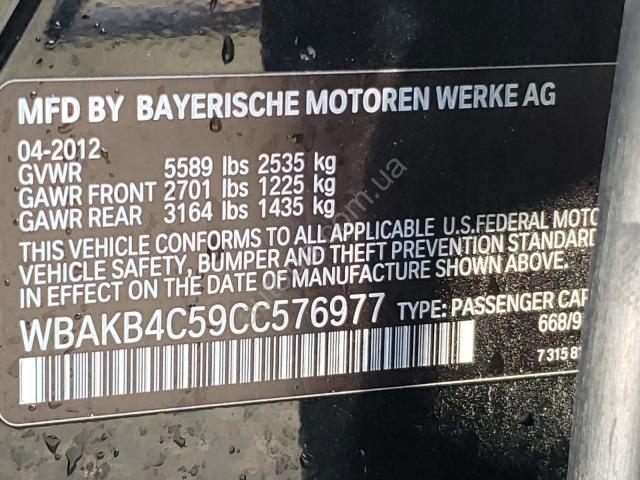 MFD BY BAYERISCHE MOTOREN WERKE AG
04-2012
GVWR 5589 lbs 2535 kg
GAWR FRONT 2701 lbs 1225 kg
GAWR REAR 3164 lbs 1435 kg
THIS VEHICLE CONFORMS TO ALL APPLICABLE U.S.FEDERAL MOTO
VEHICLE SAFETY, BUMPER AND THEFT PREVENTION STANDARD
IN EFFECT ON THE DATE OF MANUFACTURE SHOWN ABOVE.
WBAKB4C59CC576977 TYPE: PASSENGER CAR
668/9
7 315 8